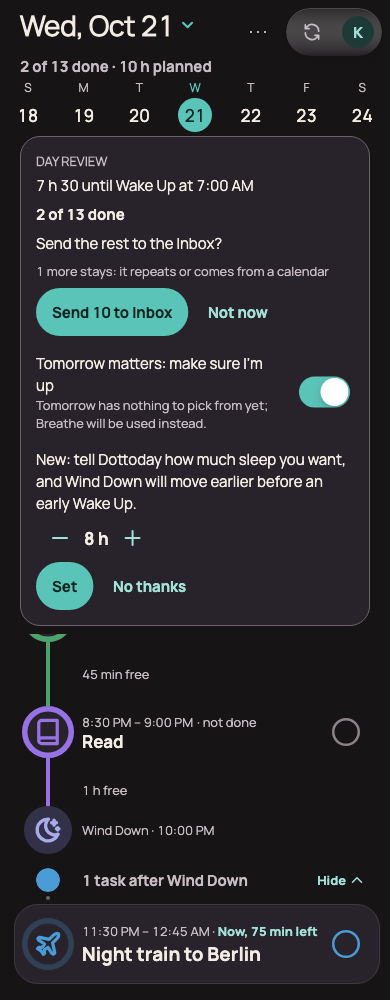 Wed, Oct 21
...
K
2 of 13 done · 10 h planned
S M T W T F S
18 19 20 21 22 23 24
DAY REVIEW
7 h 30 until Wake Up at 7:00 AM
2 of 13 done
Send the rest to the Inbox?
1 more stays: it repeats or comes from a calendar
Send 10 to Inbox Not now
Tomorrow matters: make sure I'm
up
Tomorrow has nothing to pick from yet;
Breathe will be used instead.
New: tell Dottoday how much sleep you want,
and Wind Down will move earlier before an
early Wake Up.
− 8 h +
Set No thanks
45 min free
8:30 PM – 9:00 PM · not done
Read
1 h free
Wind Down · 10:00 PM
1 task after Wind Down Hide
11:30 PM – 12:45 AM · Now, 75 min left
Night train to Berlin